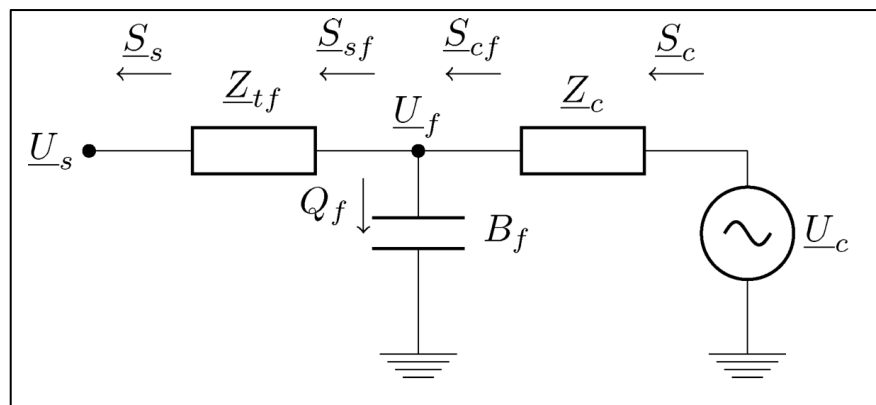 S_s S_sf S_cf S_c
Z_tf Z_c
U_f
U_s
Q_f B_f U_c